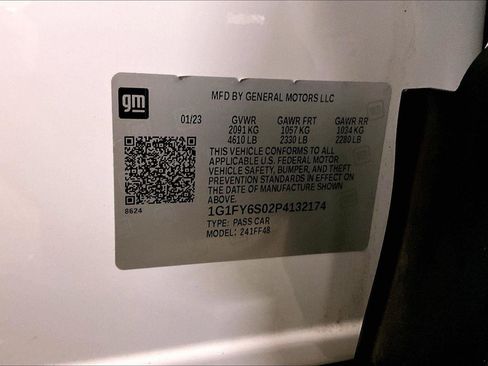 gm
MFD BY GENERAL MOTORS LLC
01/23 GVWR GAWR FRT GAWR RR
2091 KG 1057 KG 1034 KG
4610 LB 2330 LB 2280 LB
THIS VEHICLE CONFORMS TO ALL
APPLICABLE U.S. FEDERAL MOTOR
VEHICLE SAFETY, BUMPER, AND THEFT
PREVENTION STANDARDS IN EFFECT ON
THE DATE OF MANUFACTURE SHOWN
ABOVE.
8624
1G1FY6S02P4132174
TYPE: PASS CAR
MODEL: 241FF48